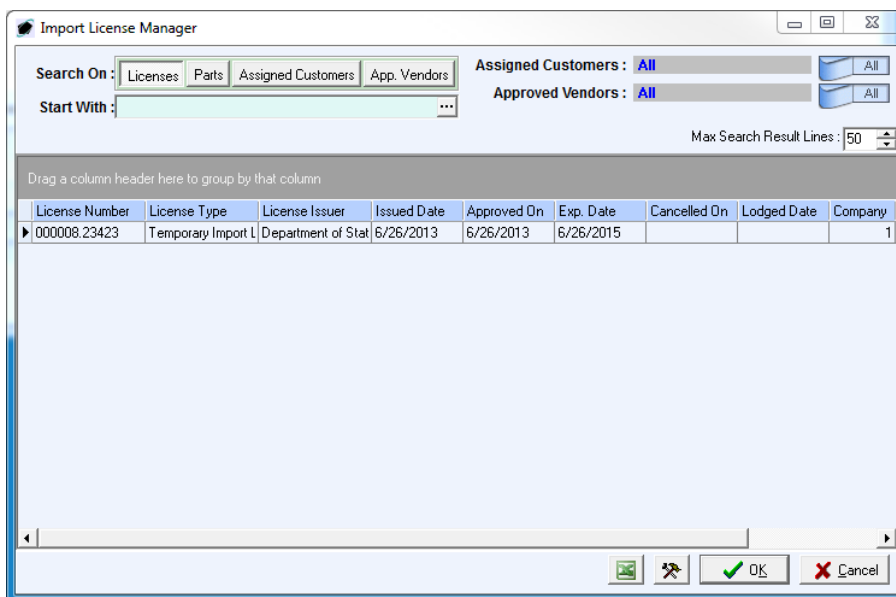 Import License Manager
Search On : Licenses Parts Assigned Customers App. Vendors
Assigned Customers : All All
Start With : ...
Approved Vendors : All All
Max Search Result Lines : 50
Drag a column header here to group by that column
License Number License Type License Issuer Issued Date Approved On Exp. Date Cancelled On Lodged Date Company
000008.23423 Temporary Import L Department of Stat 6/26/2013 6/26/2013 6/26/2015 1
OK Cancel